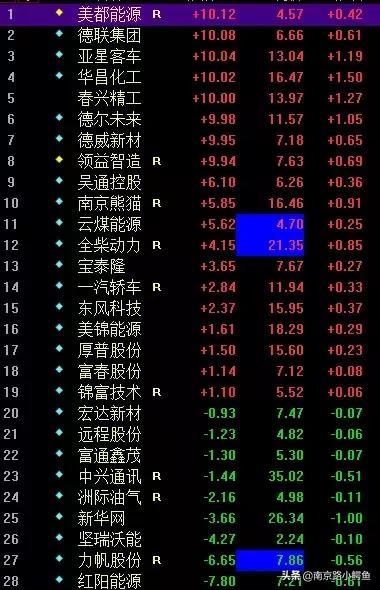 1 美都能源 R +10.12 4.57 +0.42
2 德联集团 +10.08 6.66 +0.61
3 亚星客车 +10.04 13.04 +1.19
4 华昌化工 +10.02 16.47 +1.50
5 春兴精工 +10.00 13.97 +1.27
6 德尔未来 +9.98 11.57 +1.05
7 德威新材 +9.95 7.18 +0.65
8 领益智造 R +9.94 7.63 +0.69
9 吴通控股 +6.10 6.26 +0.36
10 南京熊猫 R +5.85 16.46 +0.91
11 云煤能源 +5.62 4.70 +0.25
12 全柴动力 R +4.15 21.35 +0.85
13 宝泰隆 +3.65 7.67 +0.27
14 一汽轿车 R +2.84 11.94 +0.33
15 东风科技 +2.37 15.95 +0.37
16 美锦能源 +1.61 18.29 +0.29
17 厚普股份 +1.50 15.60 +0.23
18 富春股份 +1.14 7.12 +0.08
19 锦富技术 R +1.10 5.52 +0.06
20 宏达新材 -0.93 7.47 -0.07
21 远程股份 -1.23 4.82 -0.06
22 富通鑫茂 -1.30 5.30 -0.07
23 中兴通讯 R -1.44 35.02 -0.51
24 洲际油气 R -2.16 4.98 -0.11
25 新华网 -3.66 26.34 -1.00
26 坚瑞沃能 -4.27 2.24 -0.10
27 力帆股份 R -6.65 7.86 -0.56
28 红阳能源 -7.80 7.21 -0.61
头条 @南京路小鳄鱼